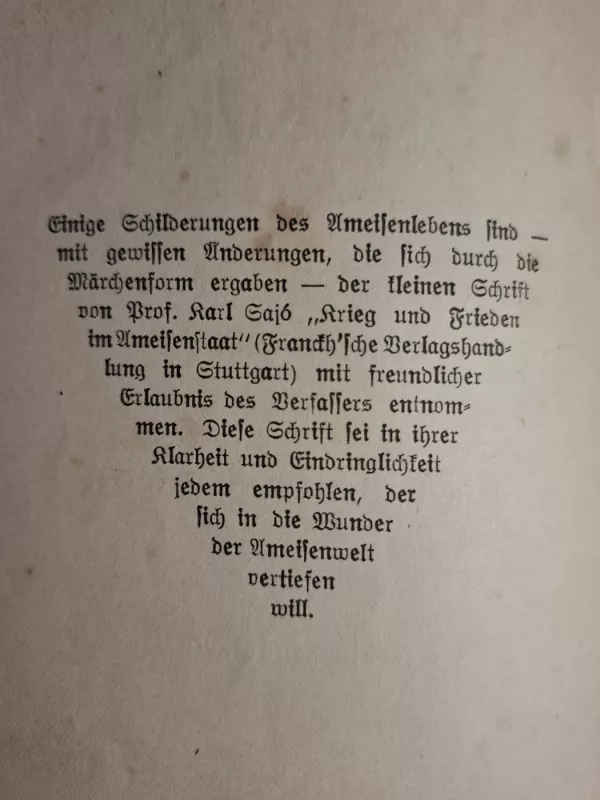 Einige Schilderungen des Ameisenlebens sind —
mit gewissen Änderungen, die sich durch die
Märchenform ergaben — der kleinen Schrift
von Prof. Karl Sajó „Krieg und Frieden
im Ameisenstaat" (Franckh'sche Verlagshand-
lung in Stuttgart) mit freundlicher
Erlaubnis des Verfassers entnom-
men. Diese Schrift sei in ihrer
Klarheit und Eindringlichkeit
jedem empfohlen, der
sich in die Wunder
der Ameisenwelt
vertiefen
will.